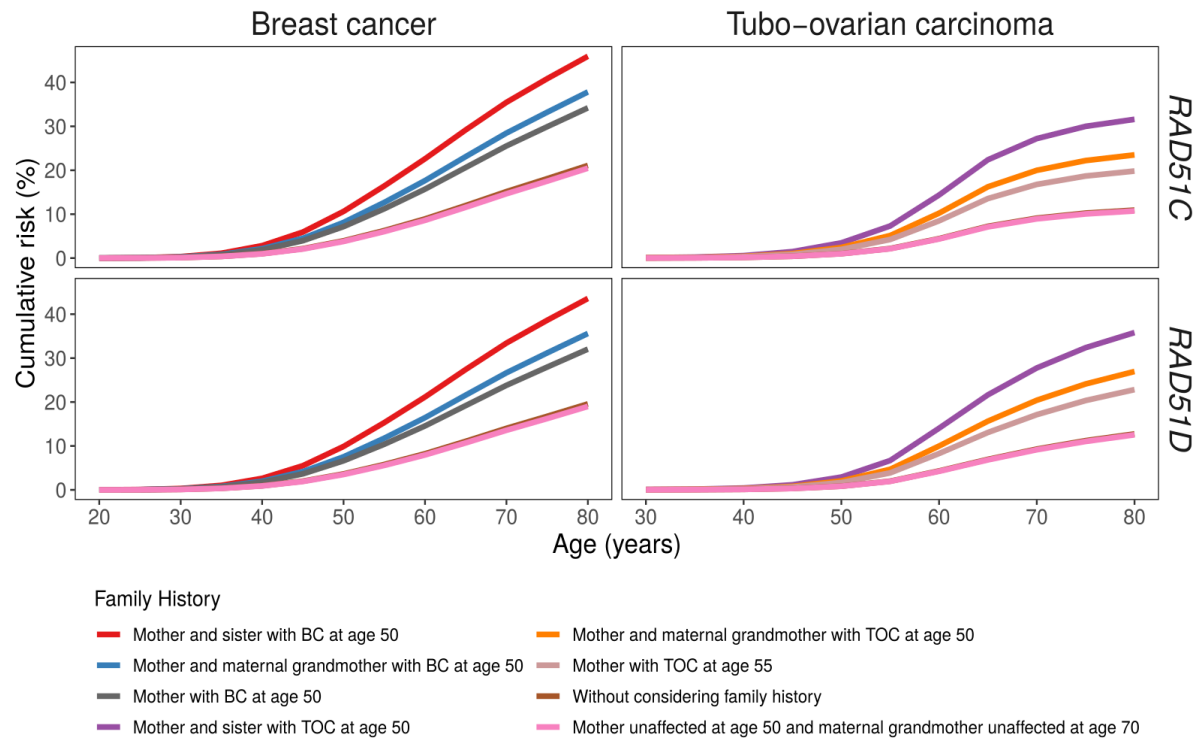 Breast cancer
Tubo−ovarian carcinoma
Cumulative risk (%)
40
30
20
10
0
RAD51C
40
30
20
10
0
RAD51D
20 30 40 50 60 70 80
30 40 50 60 70 80
Age (years)
Family History
Mother and sister with BC at age 50
Mother and maternal grandmother with BC at age 50
Mother with BC at age 50
Mother and sister with TOC at age 50
Mother and maternal grandmother with TOC at age 50
Mother with TOC at age 55
Without considering family history
Mother unaffected at age 50 and maternal grandmother unaffected at age 70